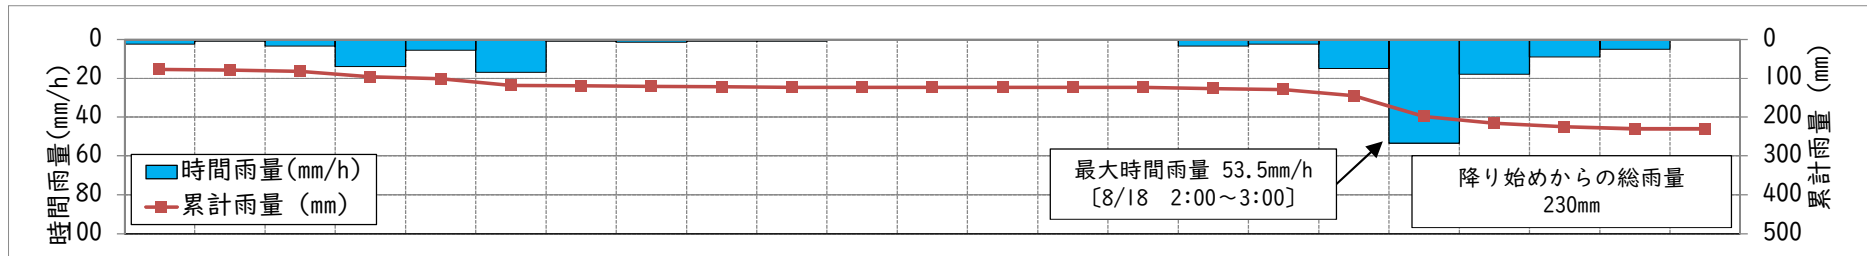 時間雨量(mm/h)
0
20
40
60
80
100
時間雨量(mm/h)
累計雨量 (mm)
最大時間雨量 53.5mm/h
〔8/18 2:00～3:00〕
降り始めからの総雨量
230mm
0
100
200
300
400
500
累計雨量 (mm)